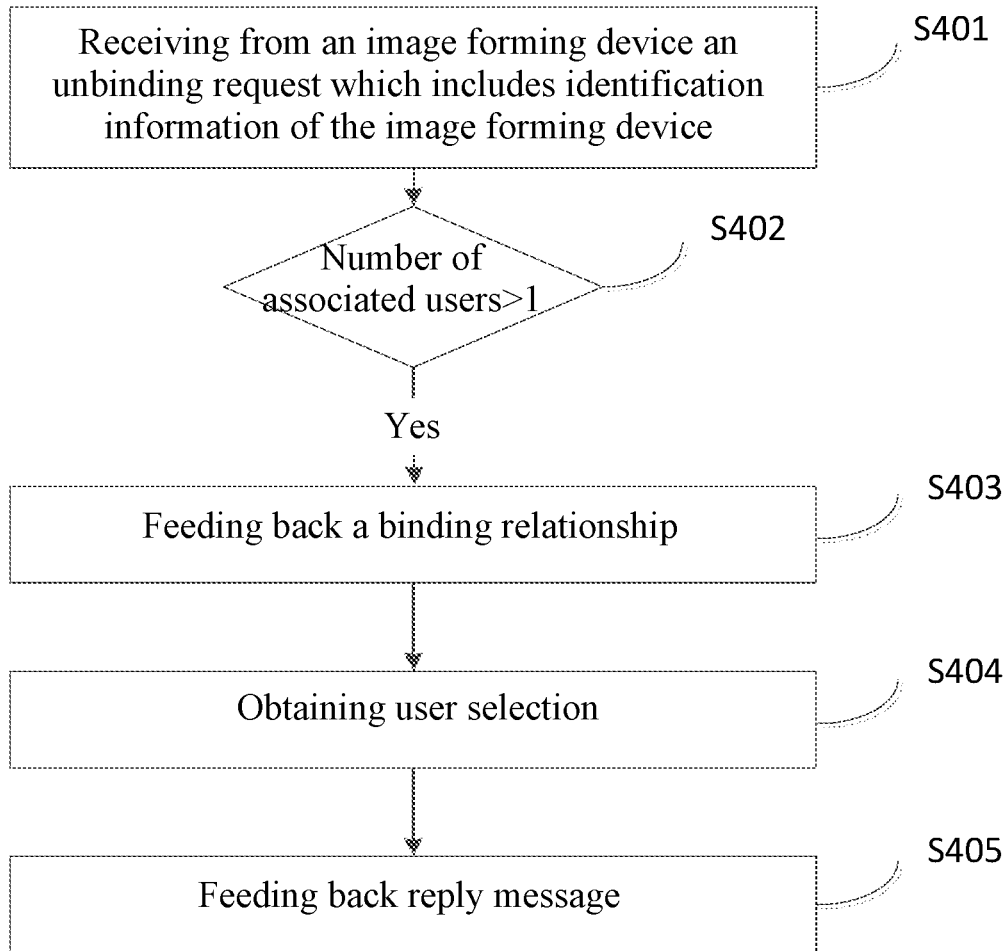 Receiving from an image forming device an
unbinding request which includes identification
information of the image forming device
S401
Number of
associated users>1
S402
Yes
Feeding back a binding relationship
S403
Obtaining user selection
S404
Feeding back reply message
S405